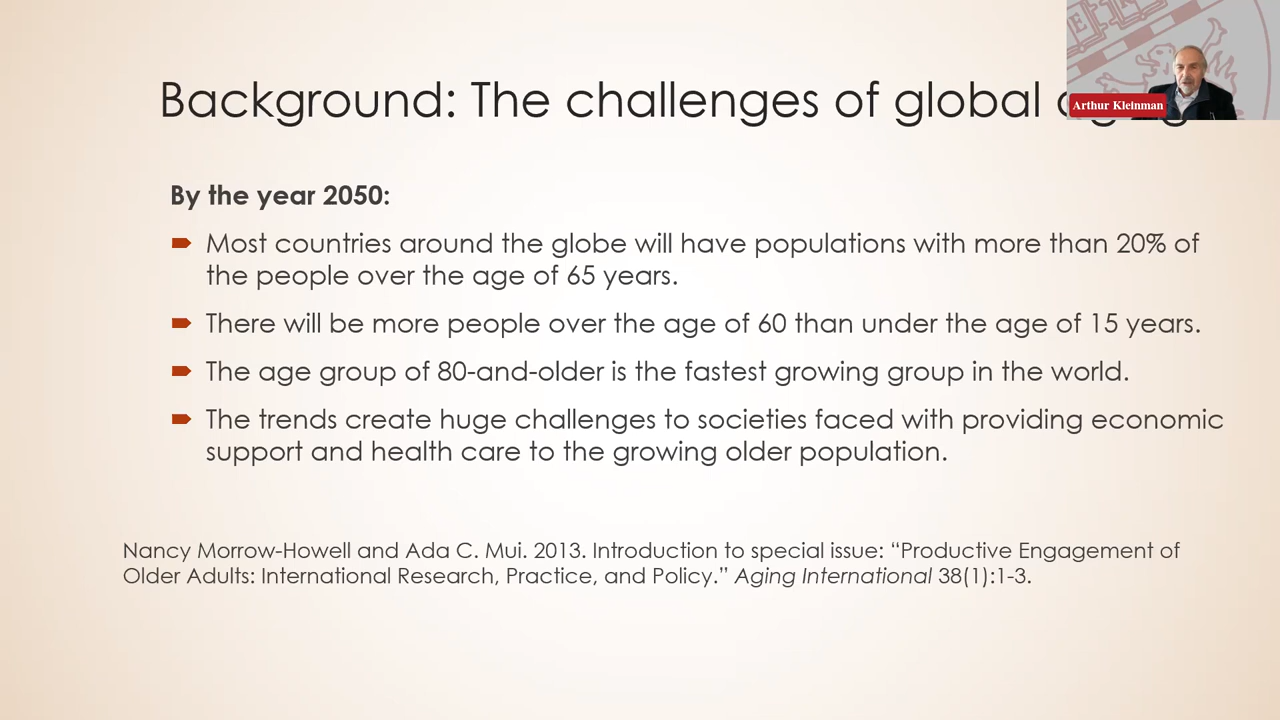 Background: The challenges of global
Arthur Kleinman
By the year 2050:
Most countries around the globe will have populations with more than 20% of
the people over the age of 65 years.
There will be more people over the age of 60 than under the age of 15 years.
The age group of 80-and-older is the fastest growing group in the world.
The trends create huge challenges to societies faced with providing economic
support and health care to the growing older population.
Nancy Morrow-Howell and Ada C. Mui. 2013. Introduction to special issue: “Productive Engagement of
Older Adults: International Research, Practice, and Policy.” Aging International 38(1):1-3.